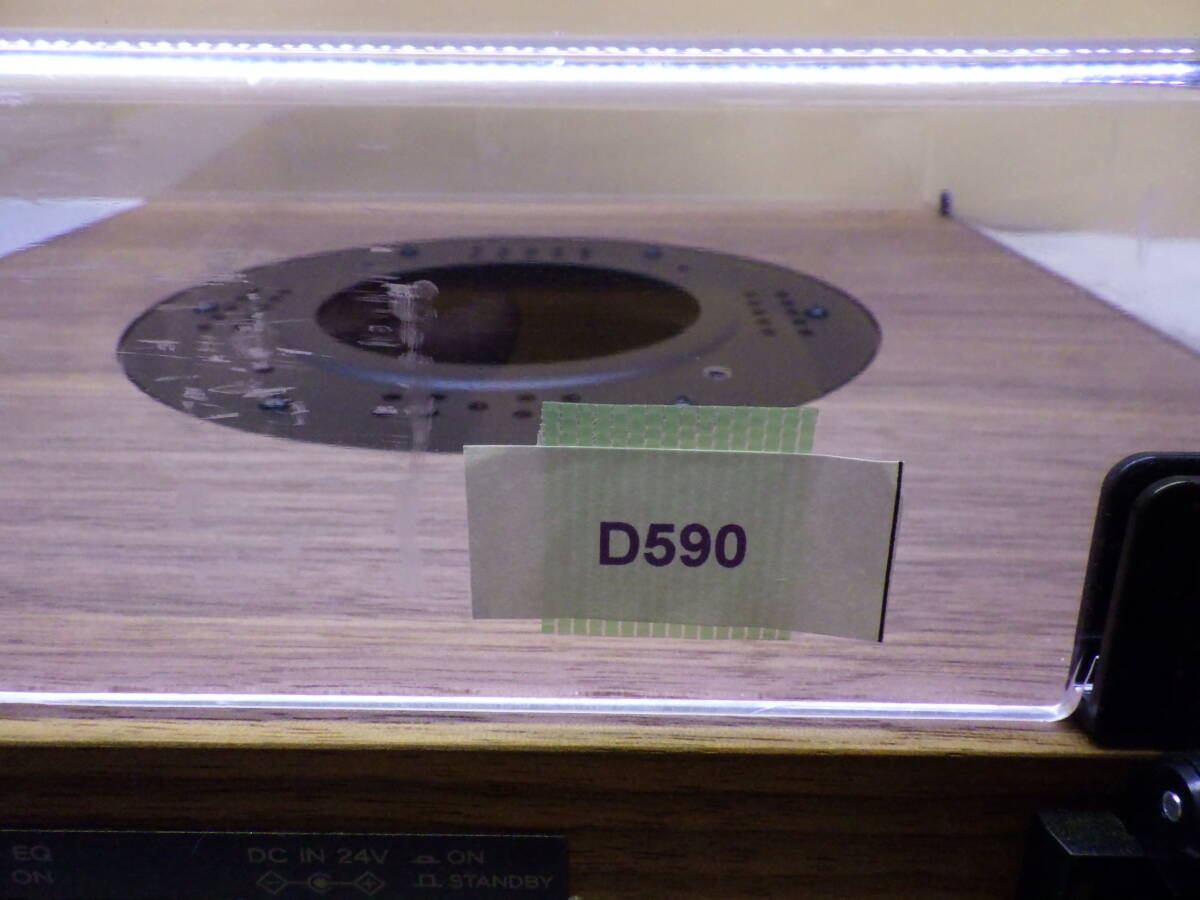 D590
EQ
ON
DC IN 24V
ON
STANDBY